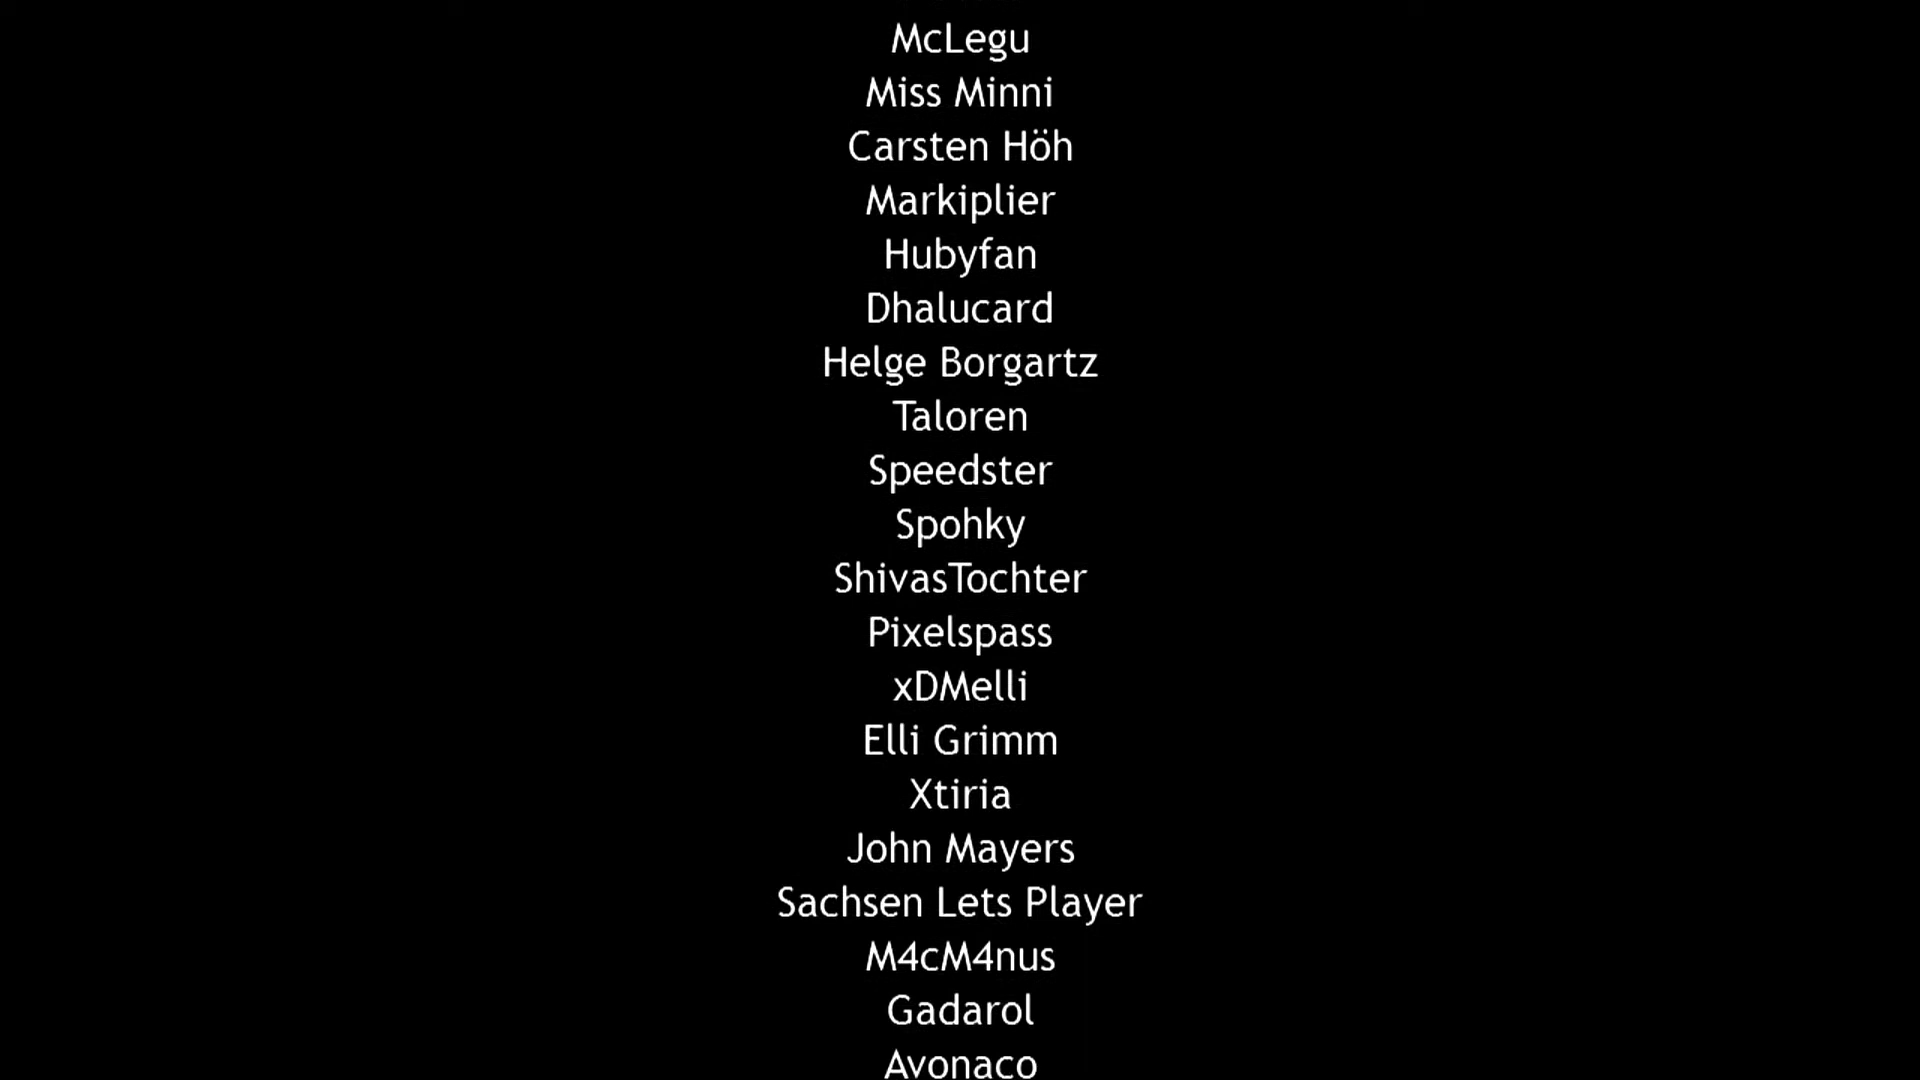 McLegu
Miss Minni
Carsten Höh
Markiplier
Hubyfan
Dhalucard
Helge Borgartz
Taloren
Speedster
Spohky
ShivasTochter
Pixelspass
xDMelli
Elli Grimm
Xtiria
John Mayers
Sachsen Lets Player
M4cM4nus
Gadarol
Avonaco